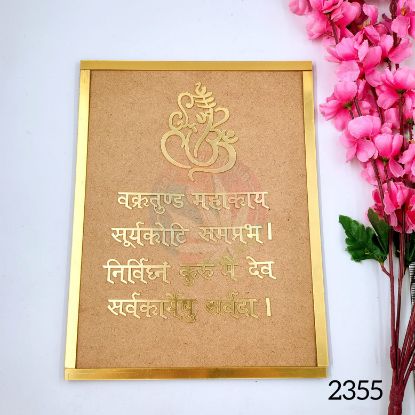 वक्रतुण्ड महाकाय
सूर्यकोटि समप्रभ।
निर्विघ्नं कुरु मे देव
सर्वकार्येषु सर्वदा।
2355